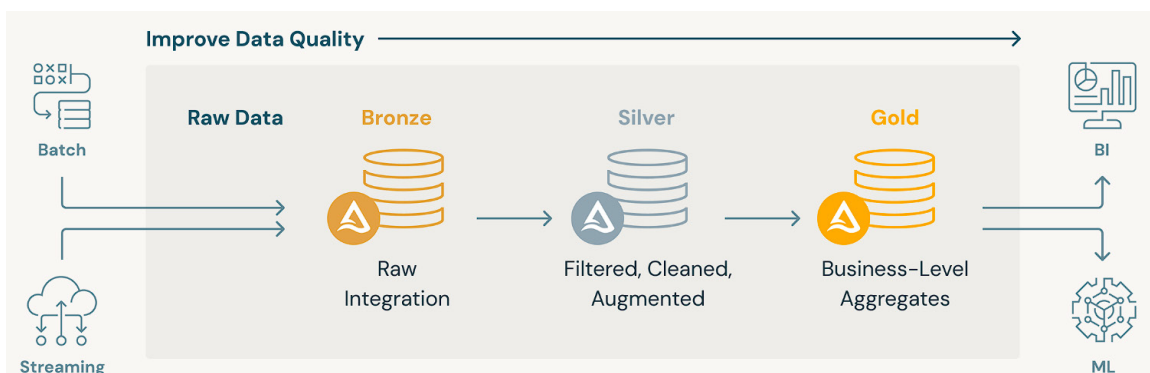 Improve Data Quality
Batch
Streaming
Raw Data
Bronze
Raw
Integration
Silver
Filtered, Cleaned,
Augmented
Gold
Business-Level
Aggregates
BI
ML